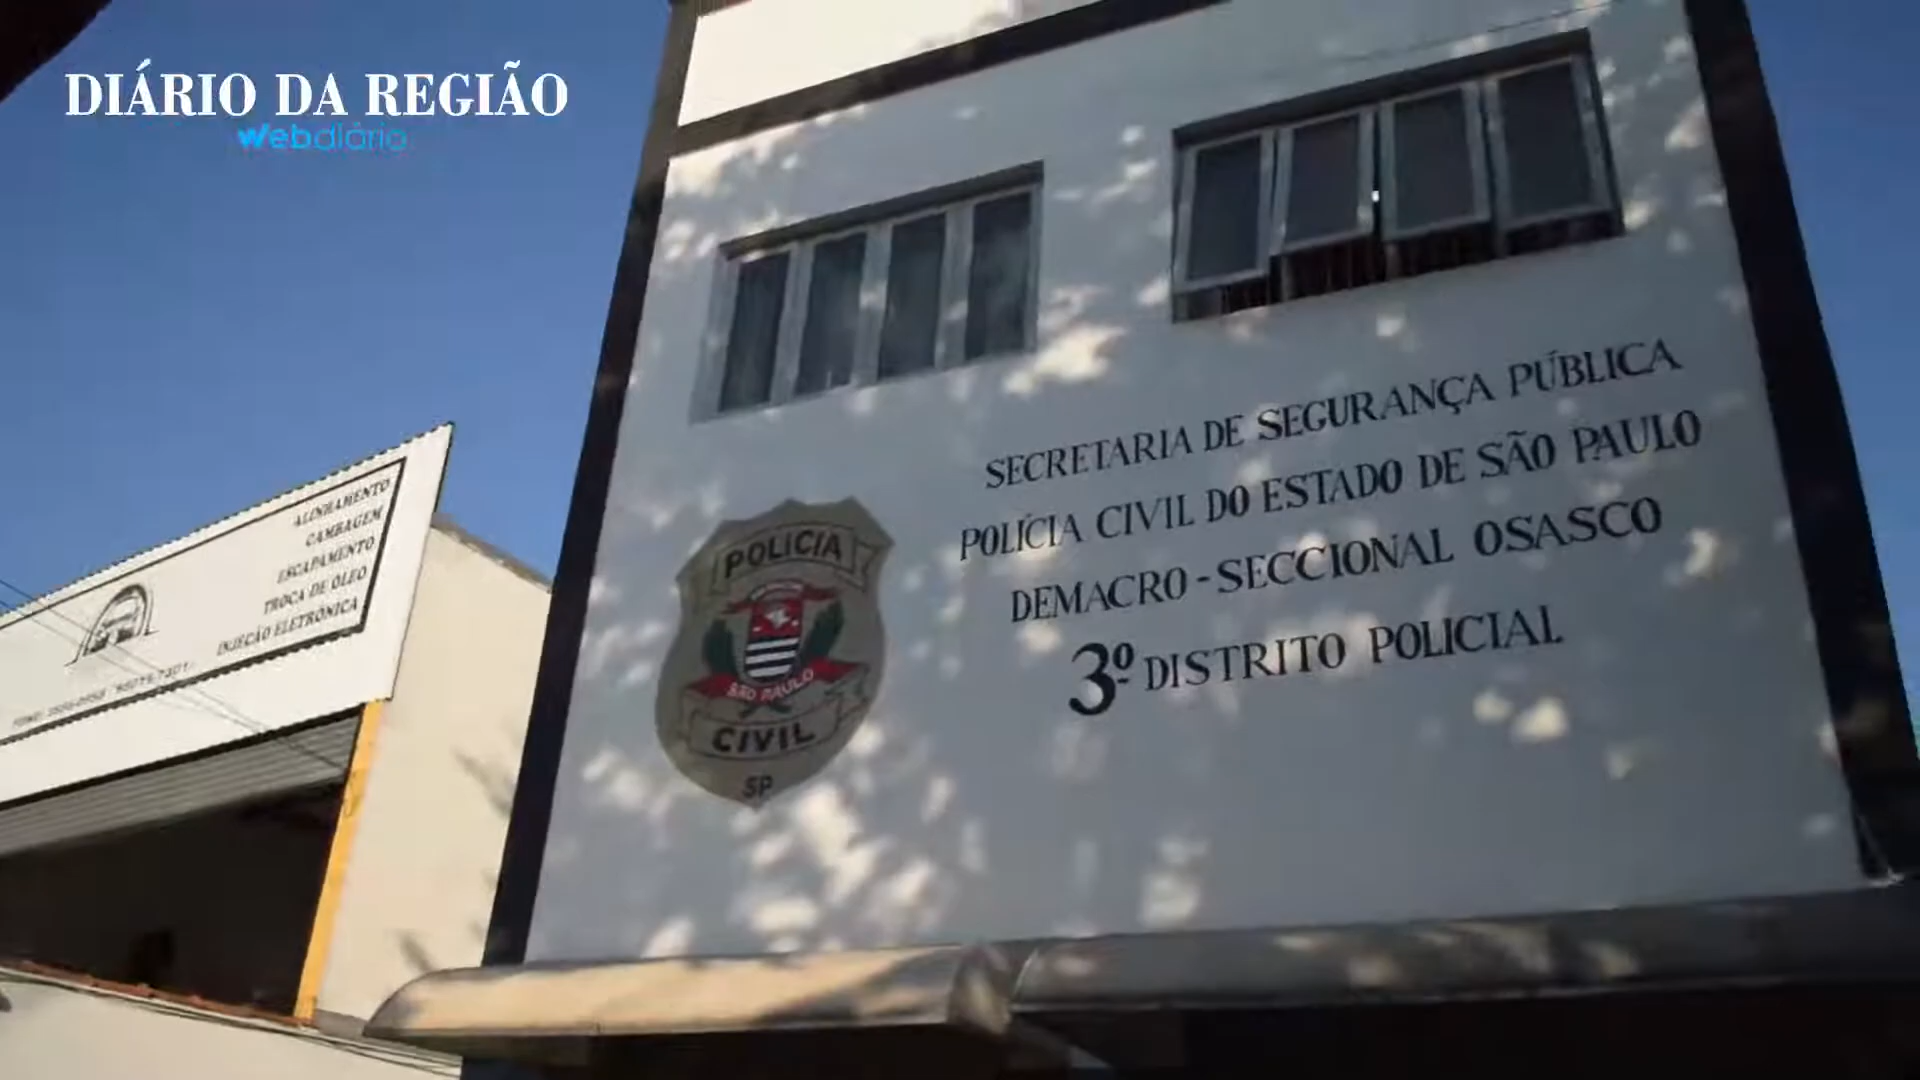 DIÁRIO DA REGIÃO
webdiário
SECRETARIA DE SEGURANÇA PÚBLICA
POLÍCIA CIVIL DO ESTADO DE SÃO PAULO
DEMACRO - SECCIONAL OSASCO
3º DISTRITO POLICIAL
POLICIA
SÃO PAULO
CIVIL
SP
ALINHAMENTO
CAMBAGEM
ESCAPAMENTO
TROCA DE OLEO
INJEÇÃO ELETRÔNICA